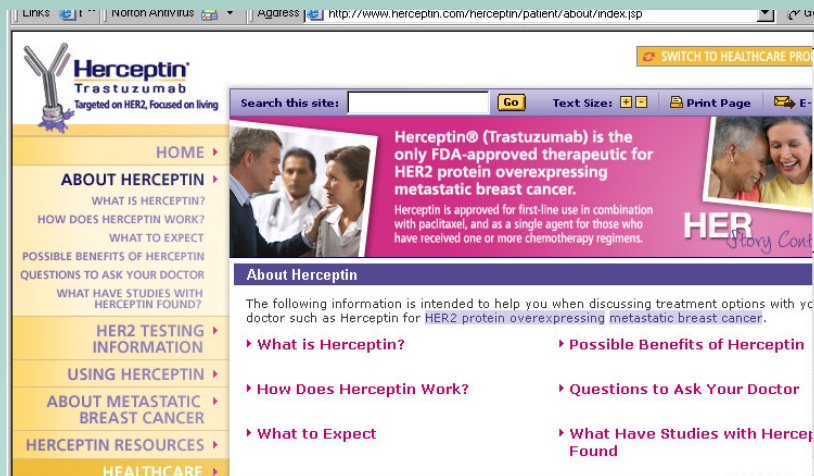 Links
Norton AntiVirus
Address http://www.herceptin.com/herceptin/patient/about/index.jsp
SWITCH TO HEALTHCARE
Herceptin®
Trastuzumab
Targeted on HER2, Focused on living
Search this site: Go Text Size: + - Print Page E-
HOME
ABOUT HERCEPTIN
WHAT IS HERCEPTIN?
HOW DOES HERCEPTIN WORK?
WHAT TO EXPECT
POSSIBLE BENEFITS OF HERCEPTIN
QUESTIONS TO ASK YOUR DOCTOR
WHAT HAVE STUDIES WITH
HERCEPTIN FOUND?
HER2 TESTING
INFORMATION
USING HERCEPTIN
ABOUT METASTATIC
BREAST CANCER
HERCEPTIN RESOURCES
HEALTHCARE
Herceptin® (Trastuzumab) is the
only FDA-approved therapeutic for
HER2 protein overexpressing
metastatic breast cancer.
Herceptin is approved for first-line use in combination
with paclitaxel, and as a single agent for those who
have received one or more chemotherapy regimens.
HER
Story
About Herceptin
The following information is intended to help you when discussing treatment options with
doctor such as Herceptin for HER2 protein overexpressing metastatic breast cancer.
What is Herceptin?
Possible Benefits of Herceptin
How Does Herceptin Work?
Questions to Ask Your Doctor
What to Expect
What Have Studies with
Found